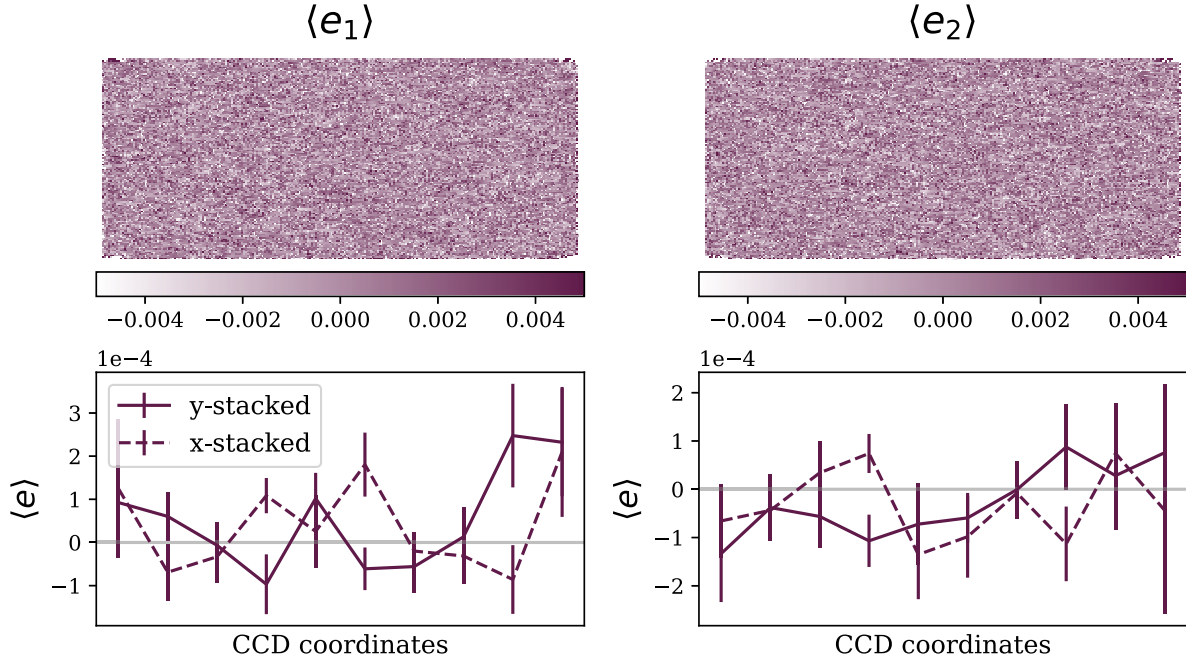 ⟨e₁⟩
⟨e₂⟩
−0.004 −0.002 0.000 0.002 0.004
−0.004 −0.002 0.000 0.002 0.004
1e−4
3
2
1
0
−1
⟨e⟩
y-stacked
x-stacked
CCD coordinates
1e−4
2
1
0
−1
−2
⟨e⟩
CCD coordinates